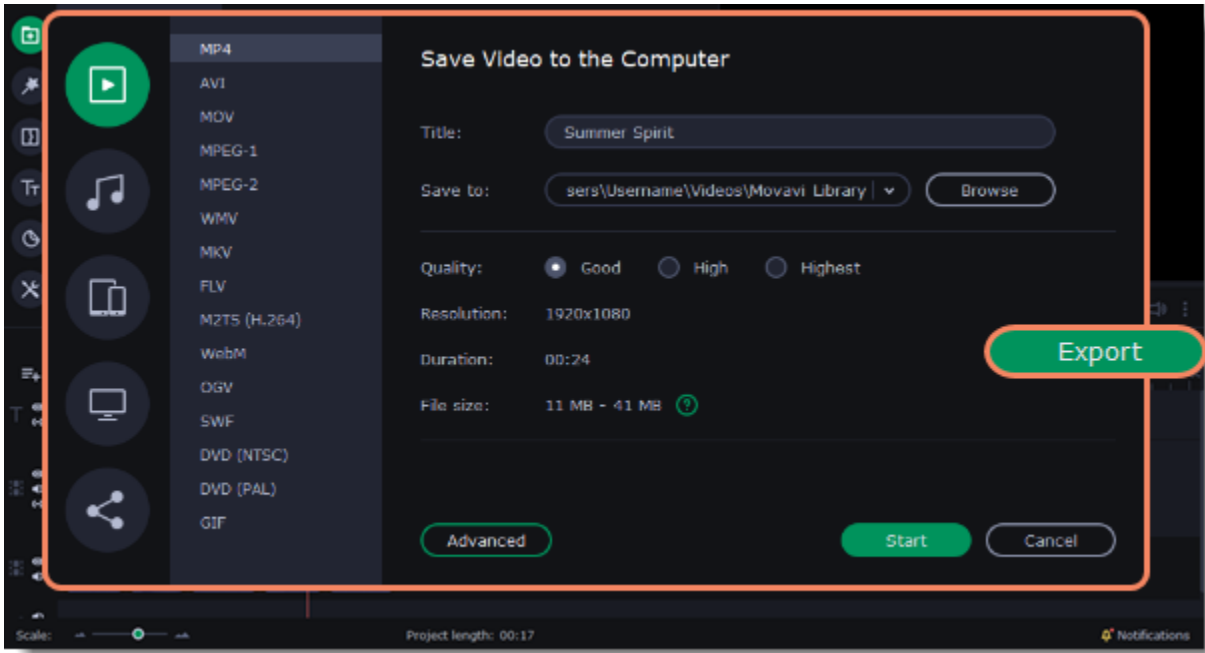 MP4
AVI
MOV
MPEG-1
MPEG-2
WMV
MKV
FLV
M2TS (H.264)
WebM
OGV
SWF
DVD (NTSC)
DVD (PAL)
GIF
Save Video to the Computer
Title: Summer Spirit
Save to: sers\Username\Videos\Movavi Library Browse
Quality: Good High Highest
Resolution: 1920x1080
Duration: 00:24
File size: 11 MB - 41 MB ?
Export
Advanced Start Cancel
Scale: Project length: 00:17 Notifications